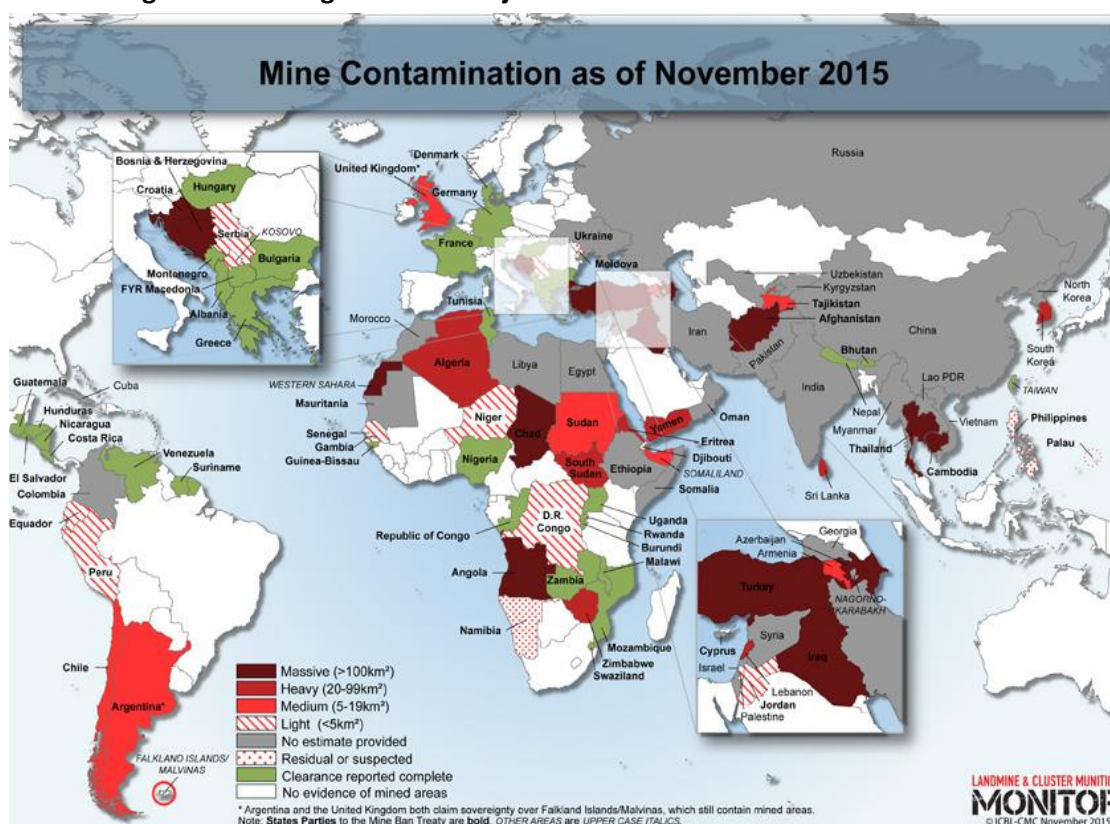 Mine Contamination as of November 2015
Bosnia & Herzegovina
Croatia
Hungary
Serbia
KOSOVO
Bulgaria
Montenegro
FYR Macedonia
Albania
Greece
Denmark
United Kingdom*
Germany
France
Ukraine
Moldova
Russia
Tunisia
Morocco
Algeria
Libya
Egypt
WESTERN SAHARA
Mauritania
Niger
Chad
Sudan
Senegal
Gambia
Guinea-Bissau
Nigeria
South
Sudan
Ethiopia
Yemen
Oman
Eritrea
Djibouti
SOMALILAND
Somalia
D.R.
Congo
Republic of Congo
Uganda
Rwanda
Burundi
Malawi
Angola
Zambia
Namibia
Mozambique
Zimbabwe
Swaziland
Uzbekistan
Kyrgyzstan
Tajikistan
Afghanistan
Iran
Pakistan
China
India
Bhutan
Nepal
Myanmar
Thailand
Lao PDR
Vietnam
Cambodia
Sri Lanka
North
Korea
South
Korea
TAIWAN
Philippines
Palau
Guatemala
Cuba
Hunduras
Nicaragua
Costa Rica
El Salvador
Venezuela
Suriname
Colombia
Equador
Peru
Chile
Argentina*
FALKLAND ISLANDS/
MALVINAS
Georgia
Azerbaijan
Armenia
Turkey
NAGORNO-
KARABAKH
Cyprus
Syria
Israel
Iraq
Lebanon
Jordan
Palestine
Massive (>100km²)
Heavy (20-99km²)
Medium (5-19km²)
Light (<5km²)
No estimate provided
Residual or suspected
Clearance reported complete
No evidence of mined areas
* Argentina and the United Kingdom both claim sovereignty over Falkland Islands/Malvinas, which still contain mined areas.
Note: States Parties to the Mine Ban Treaty are bold. OTHER AREAS are UPPER CASE ITALICS.
LANDMINE & CLUSTER MUNITIO
MONITOR
© ICBL-CMC November 2015